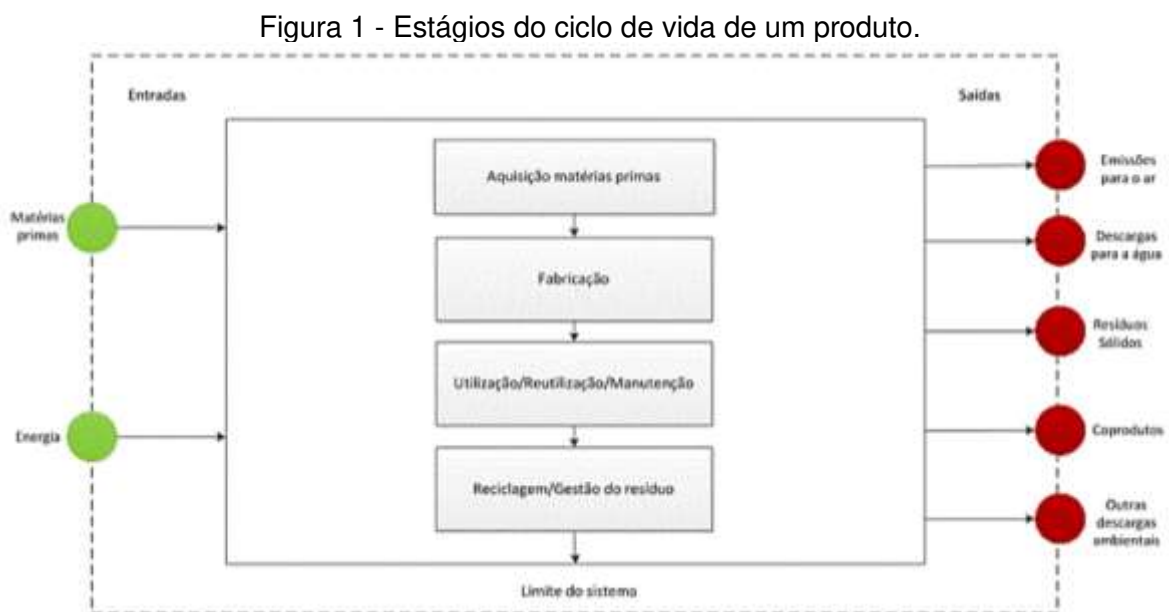 Figura 1 - Estágios do ciclo de vida de um produto.
Entradas
Saídas
Matérias
primas
Energia
Aquisição matérias primas
Fabricação
Utilização/Reutilização/Manutenção
Reciclagem/Gestão do resíduo
Emissões
para o ar
Descargas
para a água
Resíduos
Sólidos
Coprodutos
Outras
descargas
ambientais
Limite do sistema